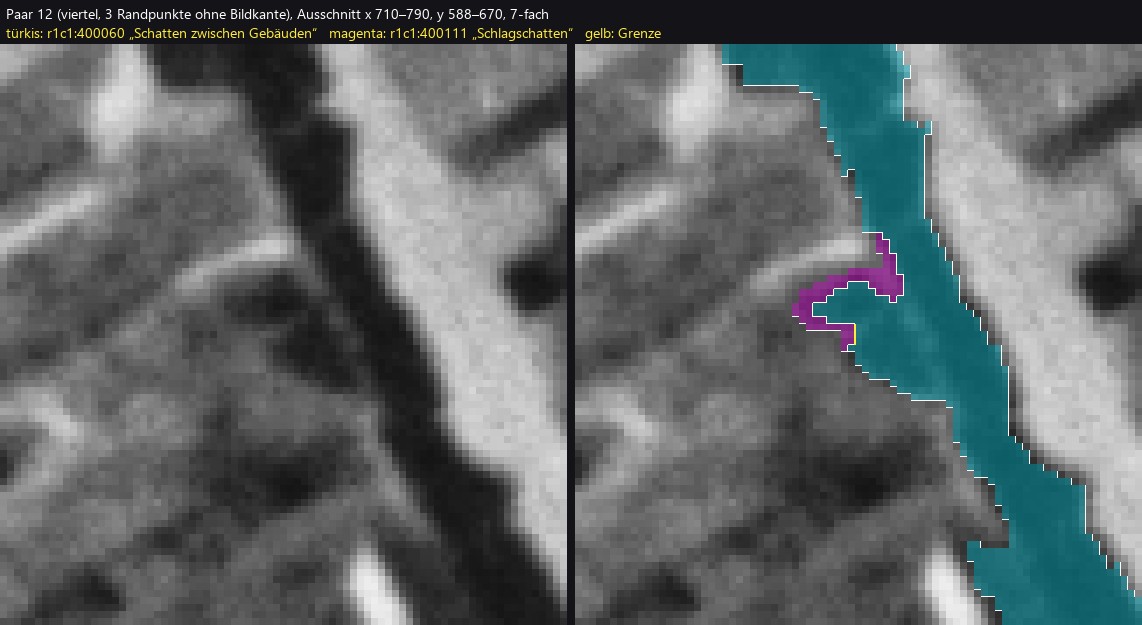 Paar 12 (viertel, 3 Randpunkte ohne Bildkante), Ausschnitt x 710–790, y 588–670, 7-fach
türkis: r1c1:400060 „Schatten zwischen Gebäuden“ magenta: r1c1:400111 „Schlagschatten“ gelb: Grenze